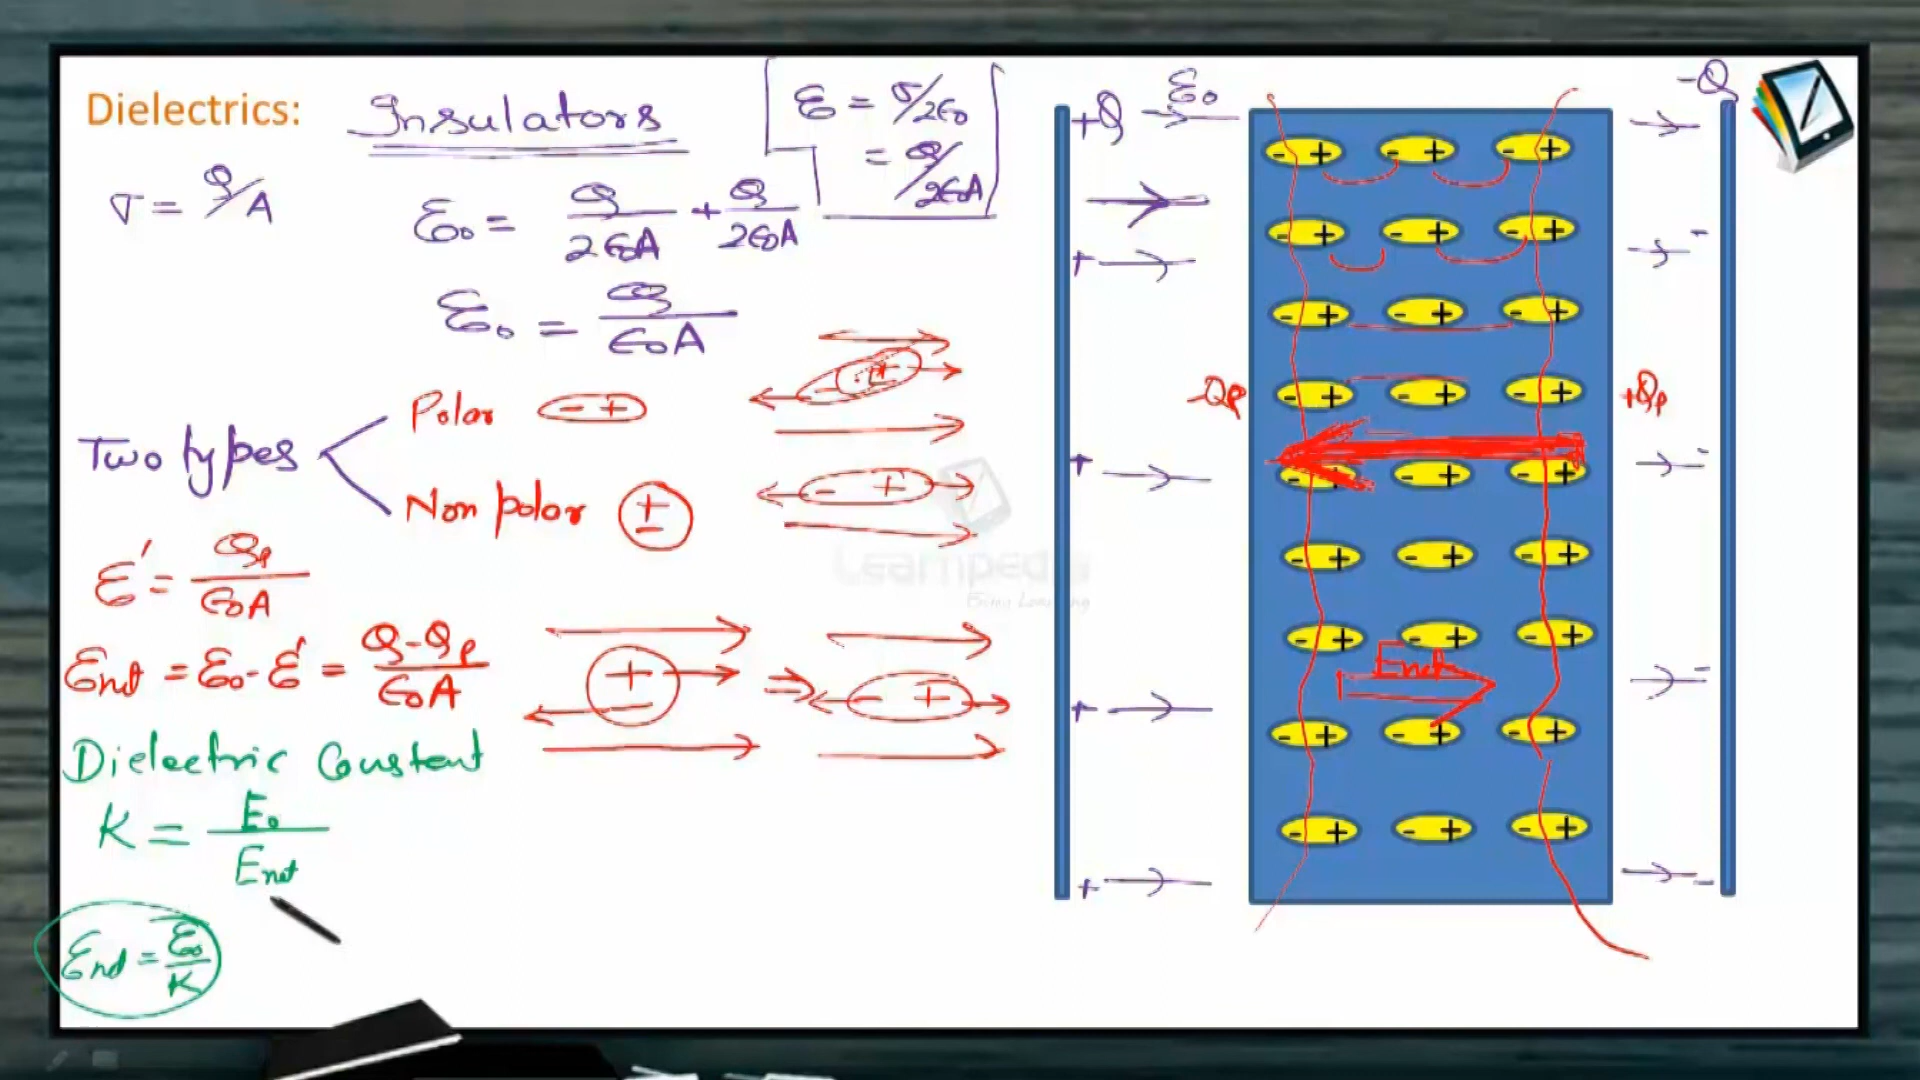 Dielectrics: Insulators
E = σ/2ε₀
= Q/2ε₀A
σ = Q/A
E₀ = Q/2ε₀A + Q/2ε₀A
E₀ = Q/ε₀A
Two types
Polar - +
Non polar + -
E' = Qp/ε₀A
Enet = E₀ - E' = Q-Qp/ε₀A
Dielectric Constant
K = E₀/Enet
Enet = E₀/K
+Q E₀ -Q
-Qp +Qp
Enet
Learnpedia